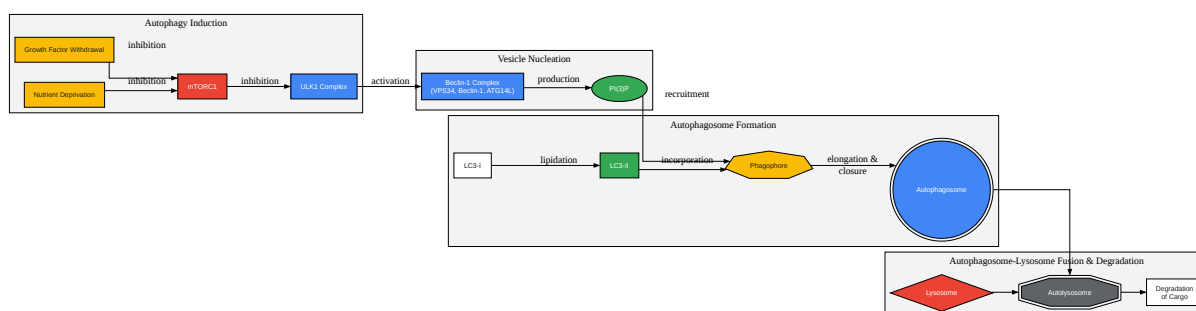 Autophagy Induction
Growth Factor Withdrawal
inhibition
Nutrient Deprivation
inhibition
mTORC1
inhibition
ULK1 Complex
activation
Vesicle Nucleation
Beclin-1 Complex
(VPS34, Beclin-1, ATG14L)
production
PI(3)P
recruitment
Autophagosome Formation
LC3-I
lipidation
LC3-II
incorporation
Phagophore
elongation &
closure
Autophagosome
Autophagosome-Lysosome Fusion & Degradation
Lysosome
Autolysosome
Degradation
of Cargo